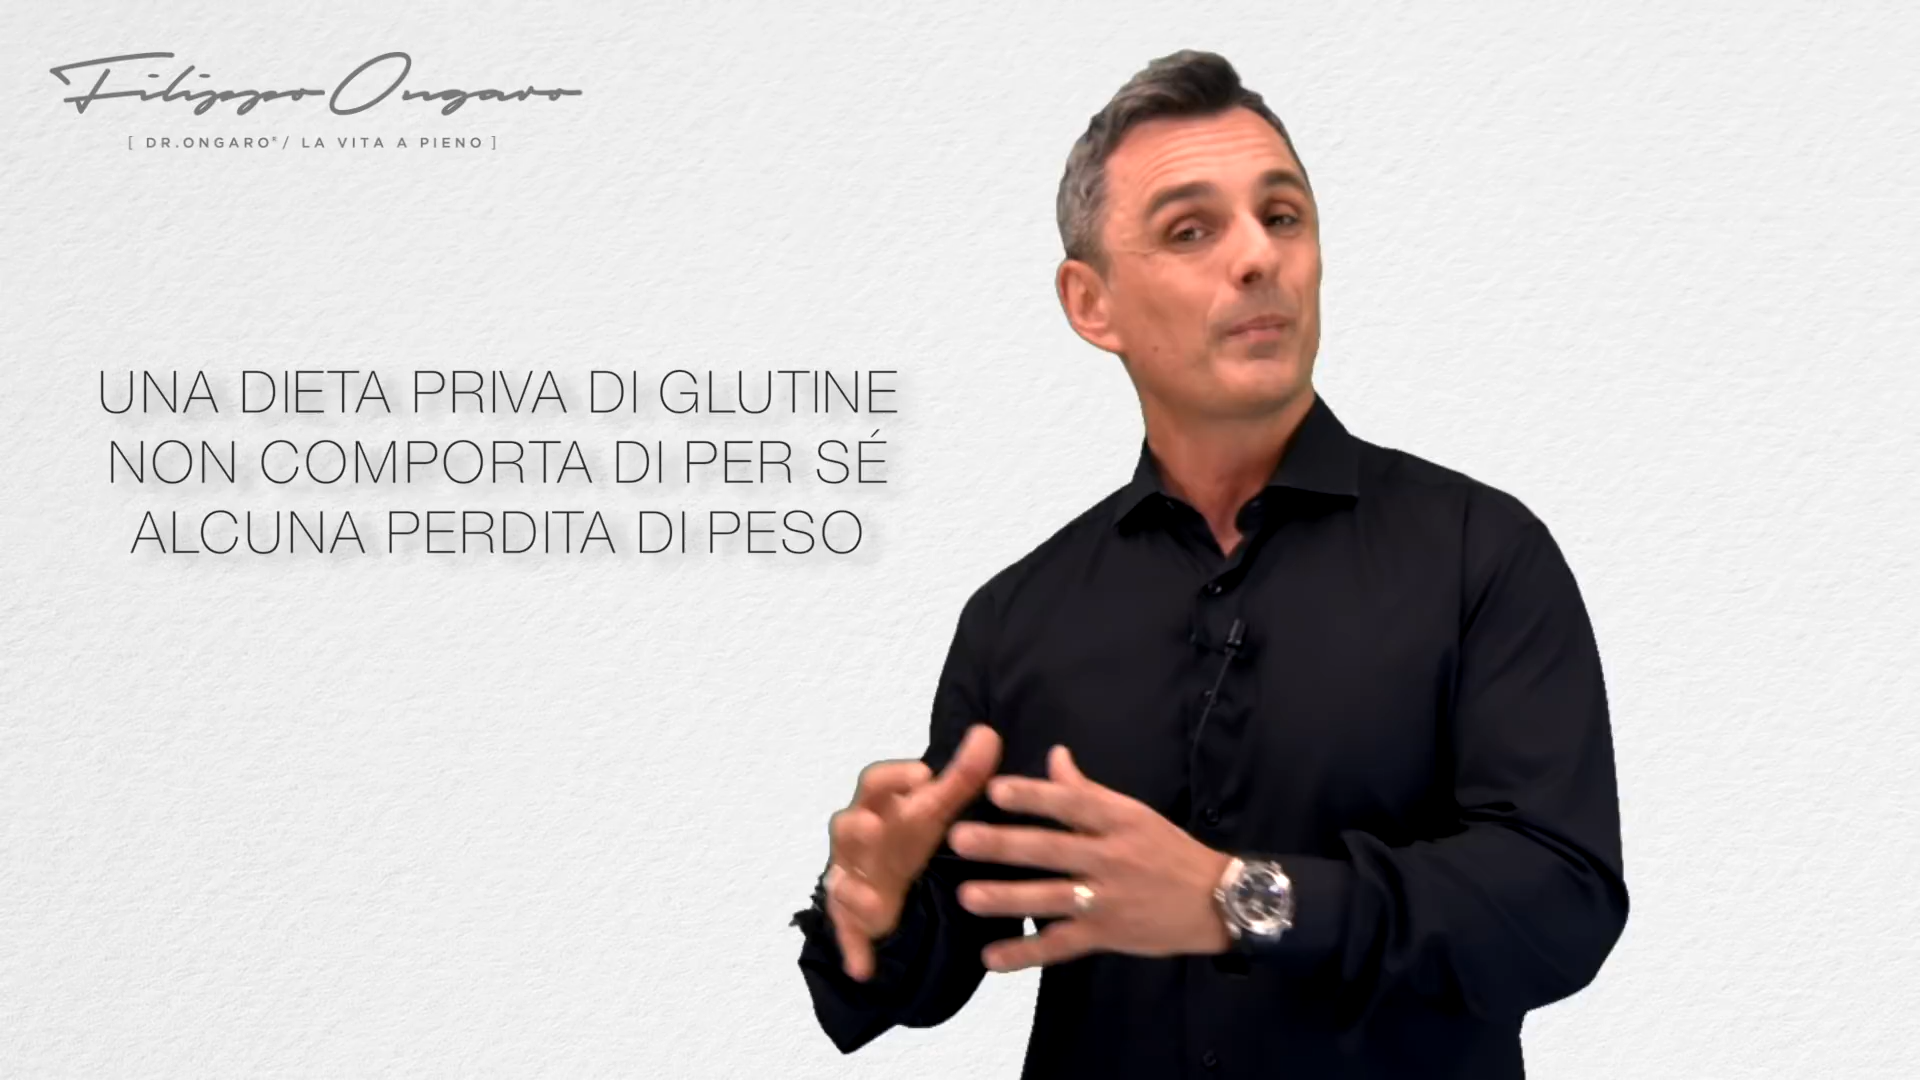 Filippo Ongaro
[ DR.ONGARO® / LA VITA A PIENO ]
UNA DIETA PRIVA DI GLUTINE
NON COMPORTA DI PER SÉ
ALCUNA PERDITA DI PESO